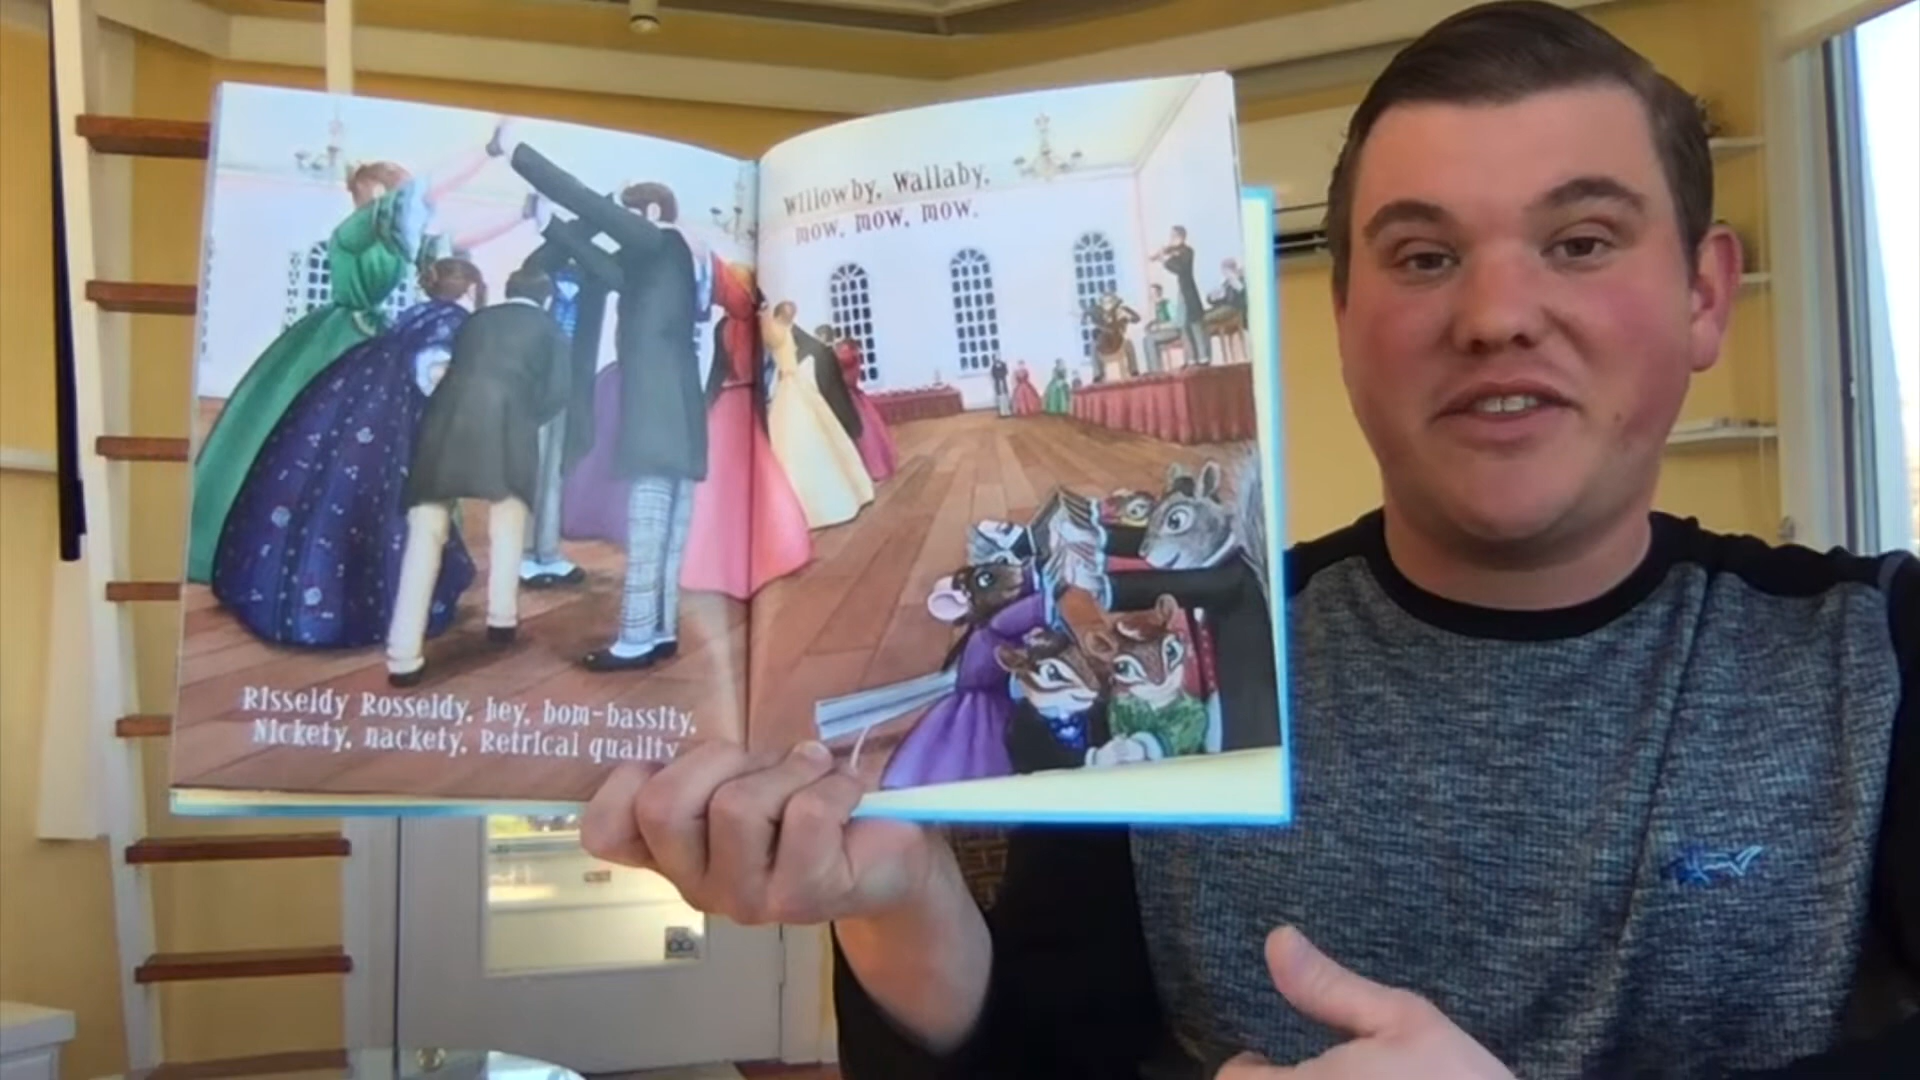 Risseldy Rosseldy, hey, bom-bassity,
Nickety, nackety, Retrical quality
Willowby, Wallaby,
mow, mow, mow.